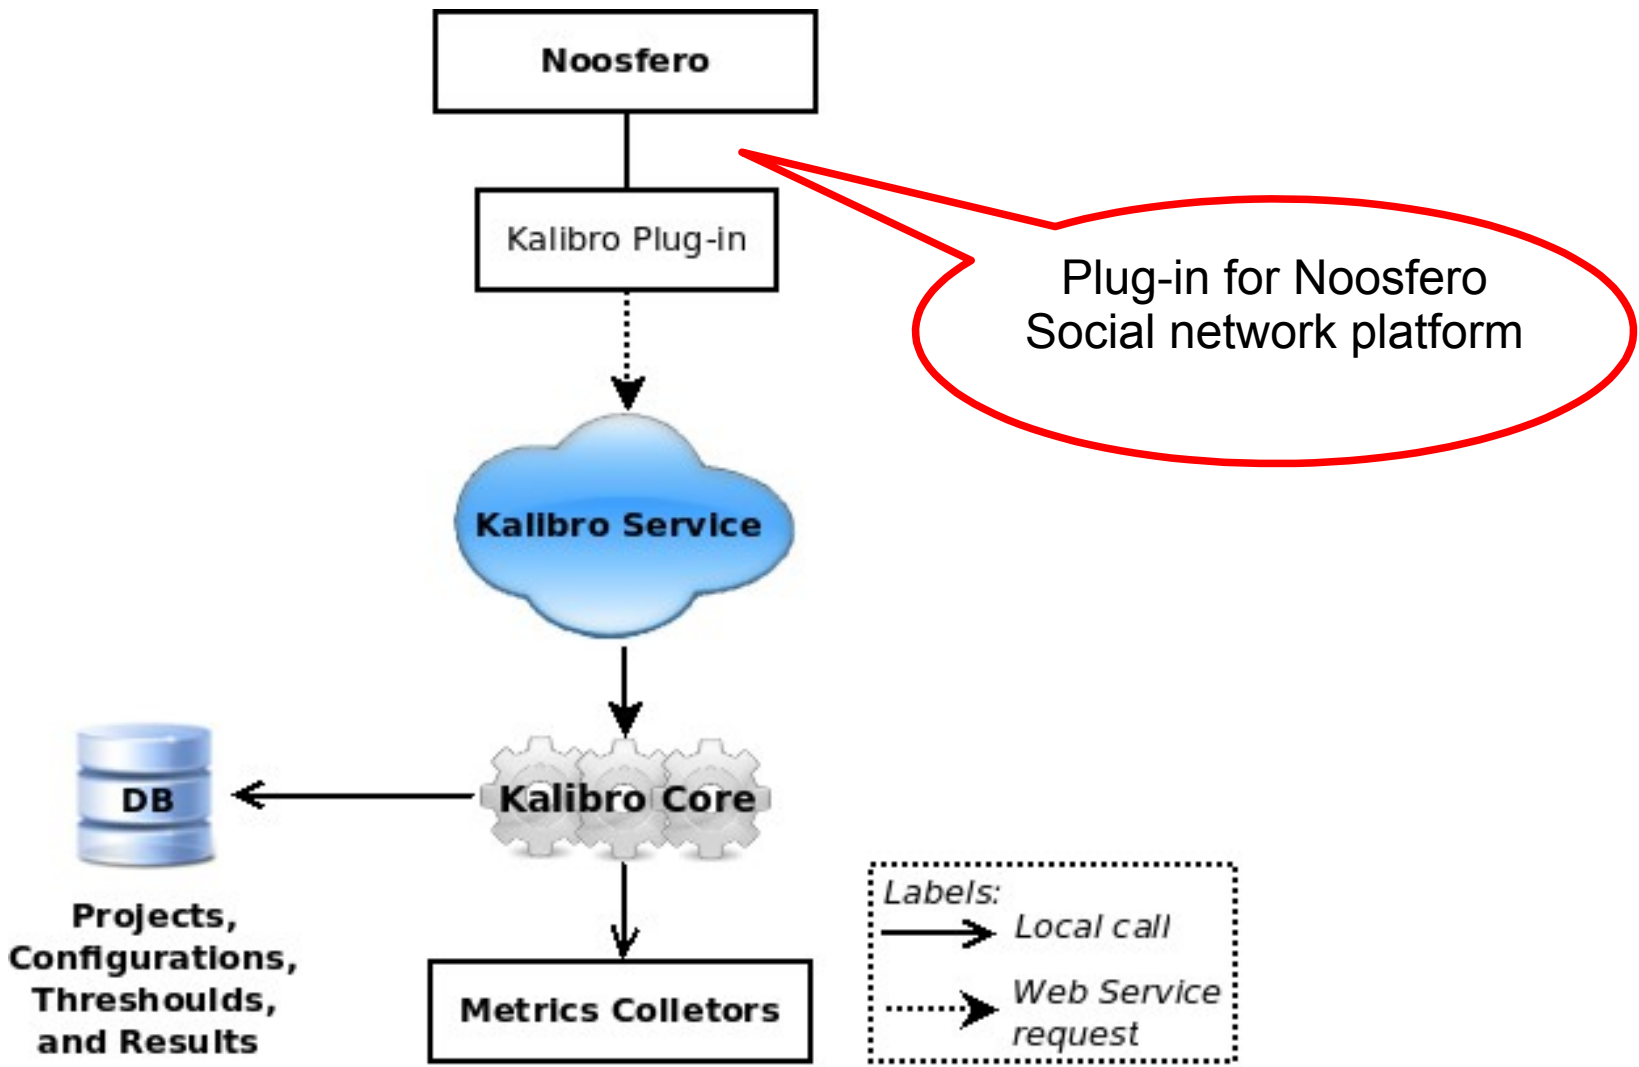 Noosfero
Kalibro Plug-in
Plug-in for Noosfero
Social network platform
Kalibro Service
DB
Kalibro Core
Projects,
Configurations,
Threshoulds,
and Results
Metrics Colletors
Labels:
Local call
Web Service
request